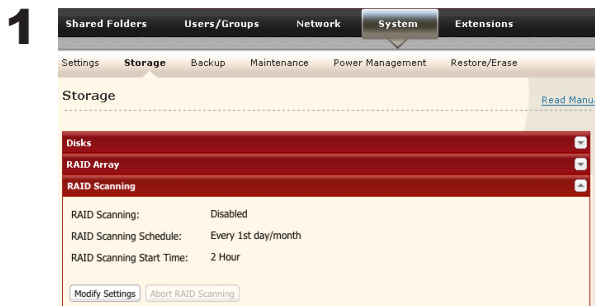 1
Shared Folders Users/Groups Network System Extensions
Settings Storage Backup Maintenance Power Management Restore/Erase
Storage
Read Manu
Disks
RAID Array
RAID Scanning
RAID Scanning: Disabled
RAID Scanning Schedule: Every 1st day/month
RAID Scanning Start Time: 2 Hour
Modify Settings Abort RAID Scanning